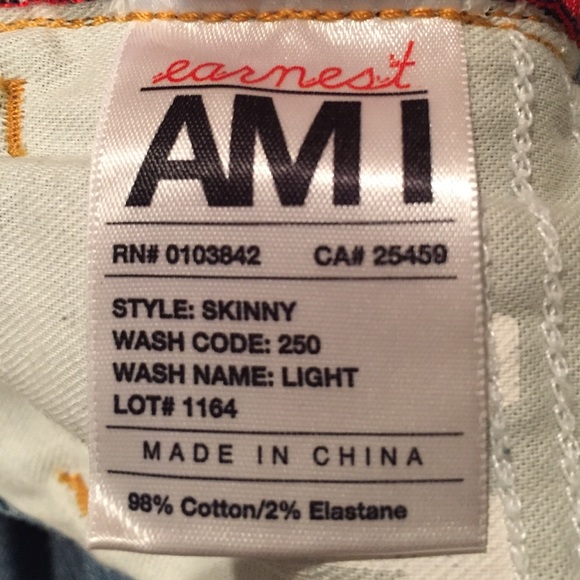 earnest
AM I
RN# 0103842 CA# 25459
STYLE: SKINNY
WASH CODE: 250
WASH NAME: LIGHT
LOT# 1164
MADE IN CHINA
98% Cotton/2% Elastane